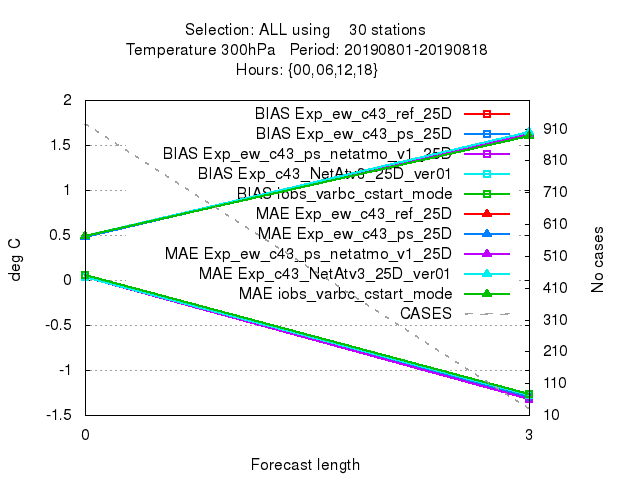 Selection: ALL using 30 stations
Temperature 300hPa Period: 20190801-20190818
Hours: {00,06,12,18}
2
1.5
1
0.5
0
-0.5
-1
-1.5
deg C
BIAS Exp_ew_c43_ref_25D
BIAS Exp_ew_c43_ps_25D
BIAS Exp_ew_c43_ps_netatmo_v1_25D
BIAS Exp_c43_NetAtv3_25D_ver01
BIAS iobs_varbc_cstart_mode
MAE Exp_ew_c43_ref_25D
MAE Exp_ew_c43_ps_25D
MAE Exp_ew_c43_ps_netatmo_v1_25D
MAE Exp_c43_NetAtv3_25D_ver01
MAE iobs_varbc_cstart_mode
CASES
910
810
710
610
510
410
310
210
110
10
No cases
0
3
Forecast length